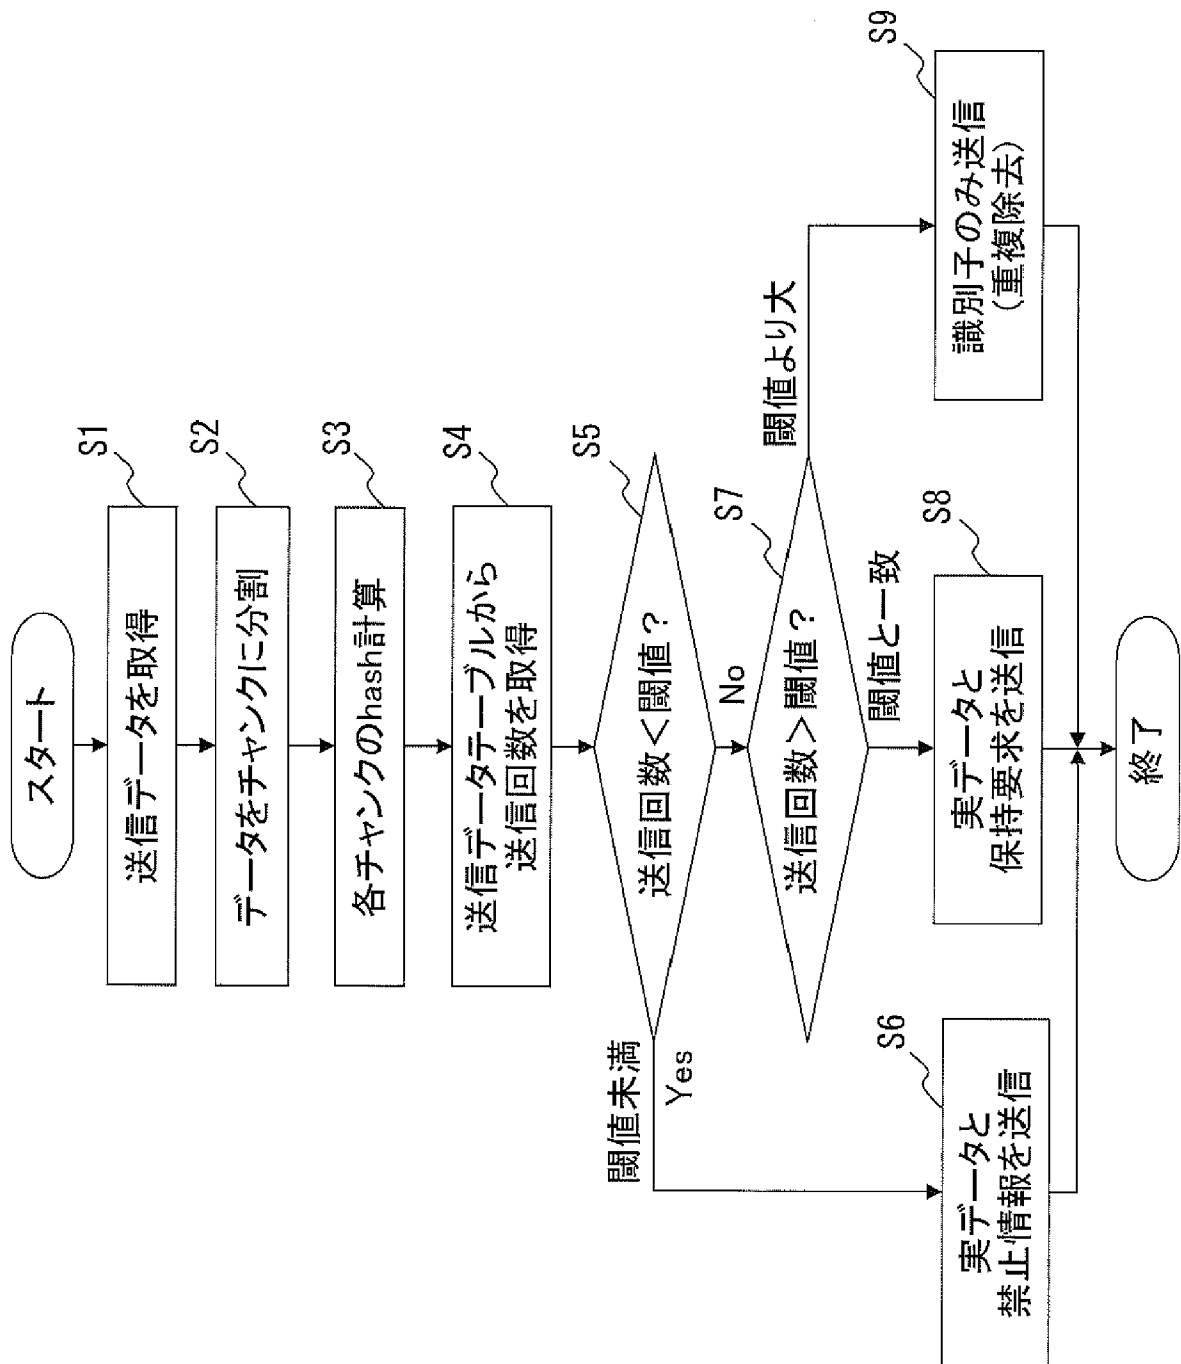 スタート
S1
送信データを取得
S2
データをチャンクに分割
S3
各チャンクのhash計算
S4
送信データテーブルから
送信回数を取得
S5
送信回数<閾値?
閾値未満
Yes
No
S7
送信回数>閾値?
閾値より大
閾値と一致
S6
実データと
禁止情報を送信
S8
実データと
保持要求を送信
S9
識別子のみ送信
(重複除去)
終了